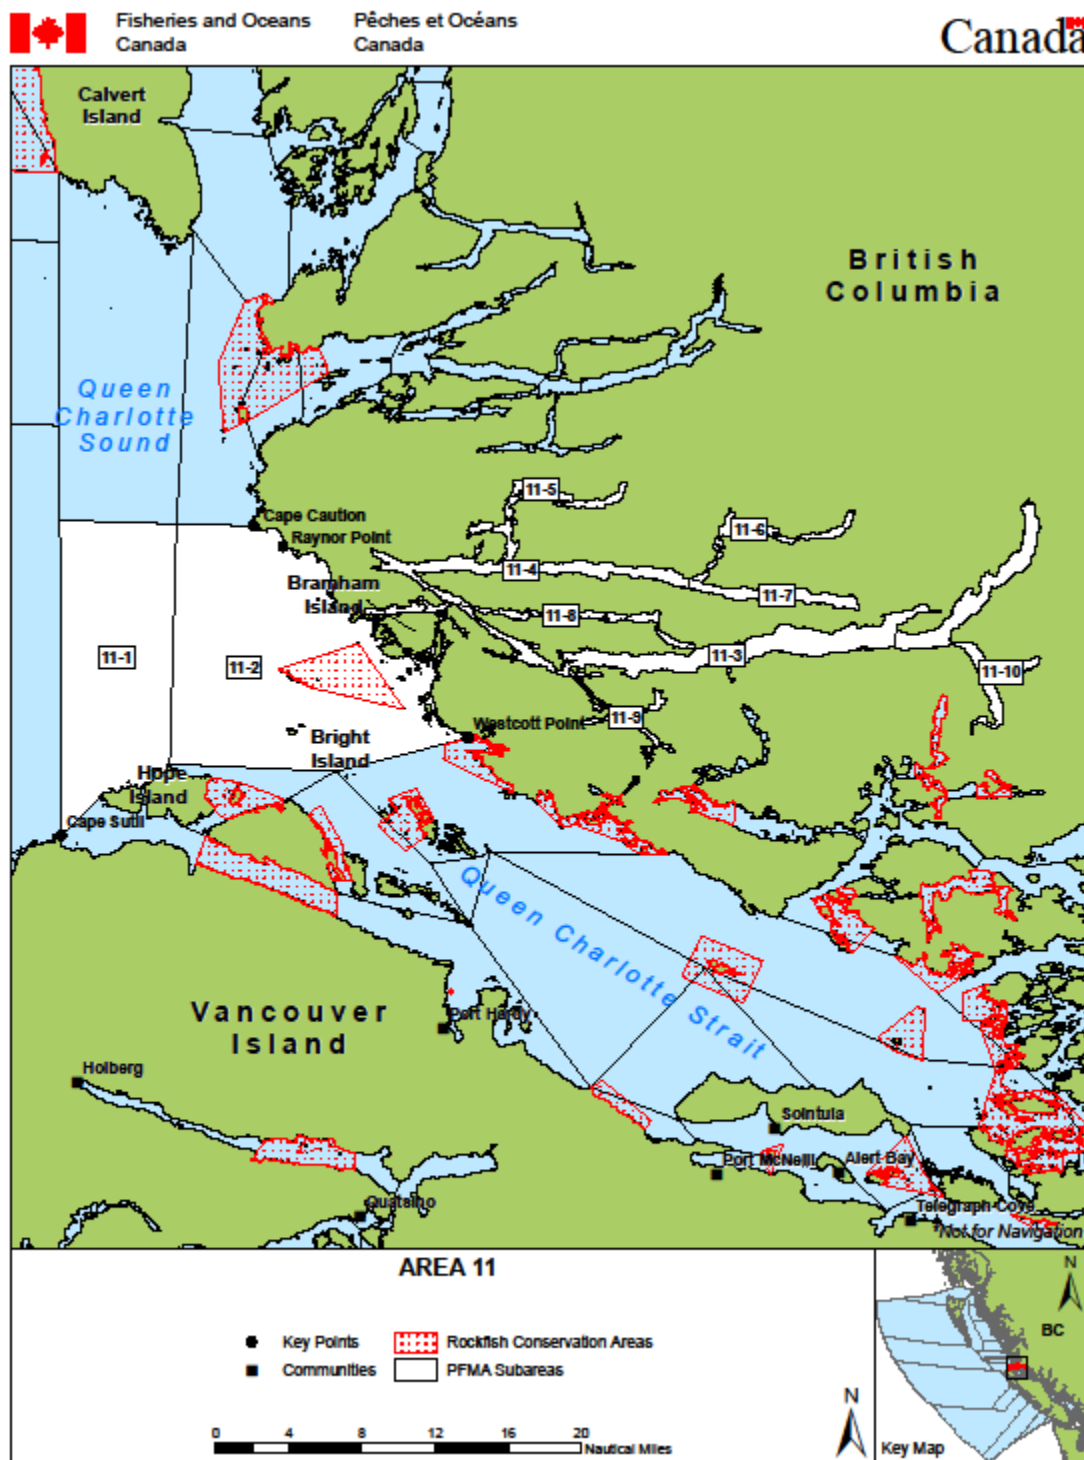 Fisheries and Oceans
Canada
Pêches et Océans
Canada
Canada
Calvert
Island
British
Columbia
Queen
Charlotte
Sound
11-5
11-6
Cape Caution
Raynor Point
11-4
11-7
Bramham
Island
11-8
11-1
11-2
11-3
11-10
11-9
Westcott Point
Bright
Island
Hope
Island
Cape Sutil
Queen Charlotte Strait
Vancouver
Island
Port Hardy
Holberg
Sointula
Port McNeill
Alert Bay
Quatsino
Telegraph Cove
*Not for Navigation
AREA 11
Key Points
Rockfish Conservation Areas
Communities
PFMA Subareas
N
0 4 8 12 16 20
Nautical Miles
N
BC
Key Map